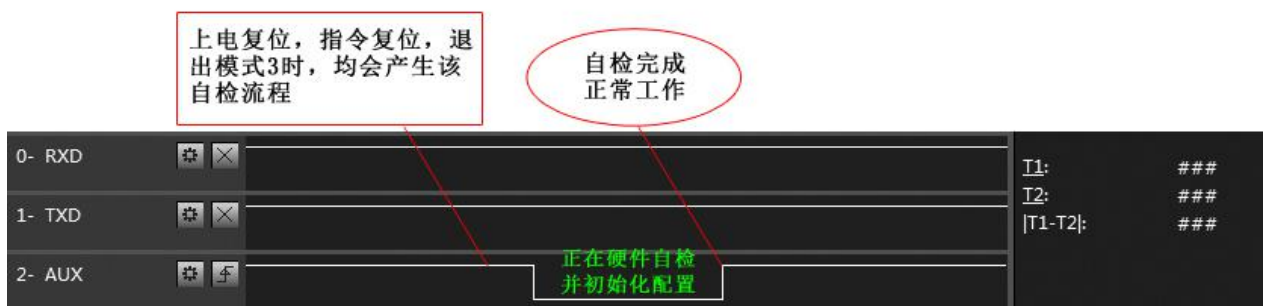 上电复位，指令复位，退
出模式3时，均会产生该
自检流程
自检完成
正常工作
0- RXD
T1: ###
T2: ###
1- TXD
|T1-T2|: ###
正在硬件自检
2- AUX
并初始化配置